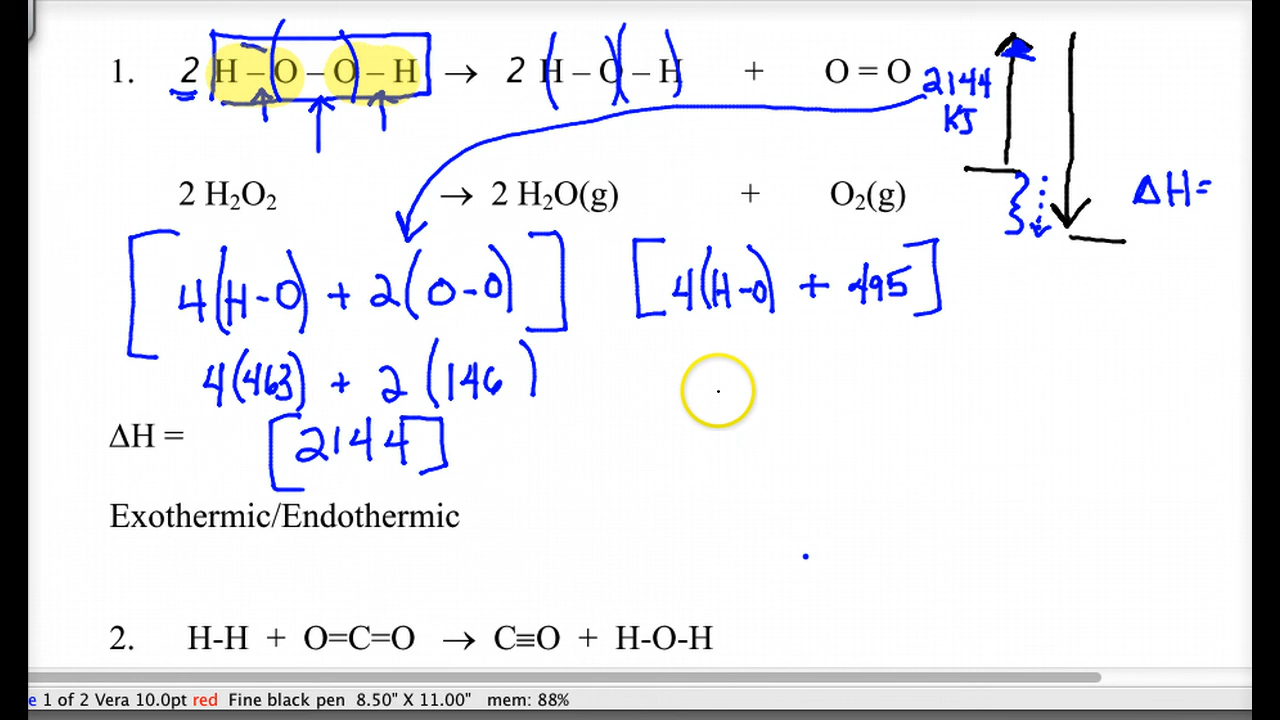 1. 2 H – O – O – H → 2 H – O – H + O = O
2144
KJ
2 H₂O₂ → 2 H₂O(g) + O₂(g)
ΔH=
[4(H-O) + 2(O-O)] [4(H-O) + 495]
4(463) + 2(146)
ΔH = [2144]
Exothermic/Endothermic
2. H-H + O=C=O → C≡O + H-O-H
e 1 of 2 Vera 10.0pt red Fine black pen 8.50" X 11.00" mem: 88%